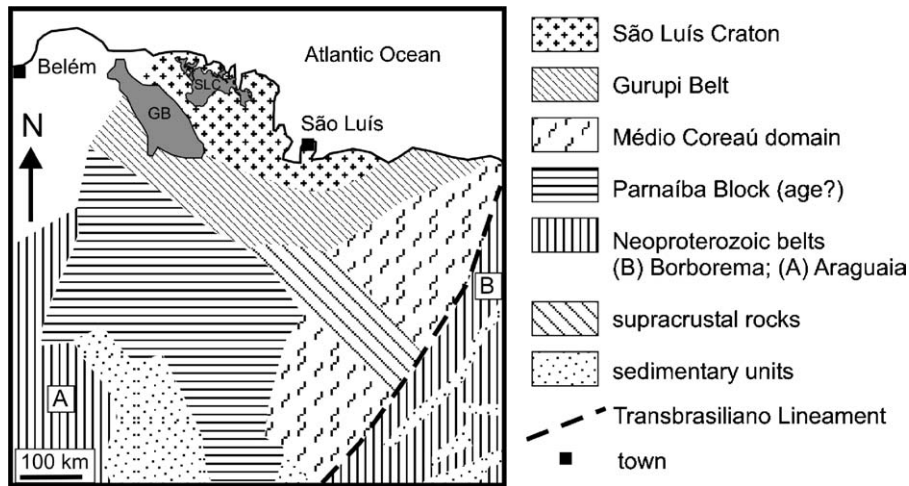 Atlantic Ocean
Belém
SLC
GB
São Luís
N
B
A
100 km
São Luís Craton
Gurupi Belt
Médio Coreaú domain
Parnaíba Block (age?)
Neoproterozoic belts
(B) Borborema; (A) Araguaia
supracrustal rocks
sedimentary units
Transbrasiliano Lineament
town